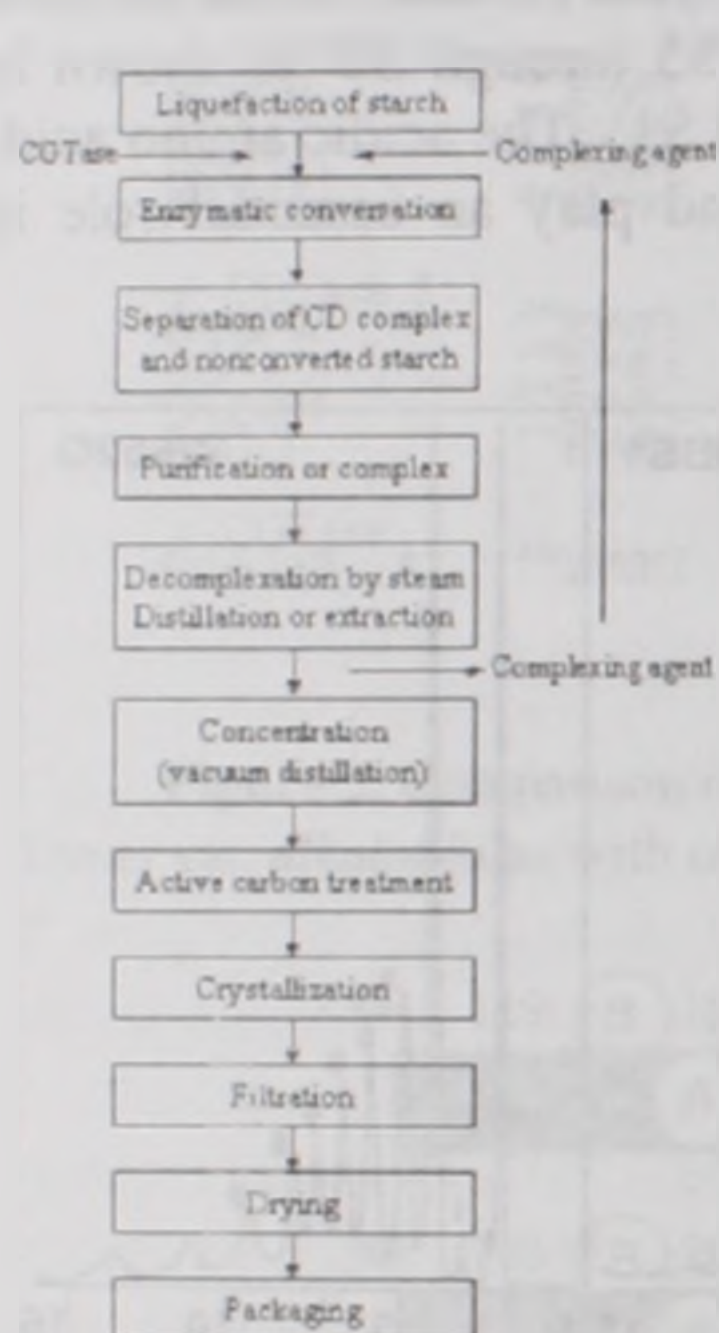 Liquefaction of starch
CGTase
Complexing agent
Enzymatic conversation
Separation of CD complex
and nonconverted starch
Purification or complex
Decomplexation by steam
Distillation or extraction
Complexing agent
Concentration
(vacuum distillation)
Active carbon treatment
Crystallization
Filtration
Drying
Packaging